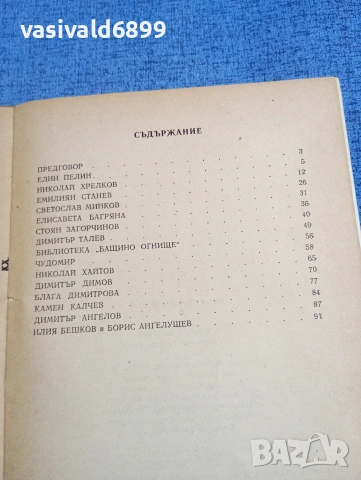 vasivald6899
СЪДЪРЖАНИЕ
ПРЕДГОВОР . . . . . . . . 3
ЕЛИН ПЕЛИН . . . . . . . . 5
НИКОЛАЙ ХРЕЛКОВ . . . . . . . . 12
ЕМИЛИЯН СТАНЕВ . . . . . . . . 26
СВЕТОСЛАВ МИНКОВ . . . . . . . . 31
ЕЛИСАВЕТА БАГРЯНА . . . . . . . . 36
СТОЯН ЗАГОРЧИНОВ . . . . . . . . 40
ДИМИТЪР ТАЛЕВ . . . . . . . . 49
БИБЛИОТЕКА „БАЩИНО ОГНИЩЕ" . . . . 56
ЧУДОМИР . . . . . . . . 58
НИКОЛАЙ ХАЙТОВ . . . . . . . . 65
ДИМИТЪР ДИМОВ . . . . . . . . 70
БЛАГА ДИМИТРОВА . . . . . . . . 77
КАМЕН КАЛЧЕВ . . . . . . . . 84
ДИМИТЪР АНГЕЛОВ . . . . . . . . 87
ИЛИЯ БЕШКОВ и БОРИС АНГЕЛУШЕВ . . . . 91
BAZAR